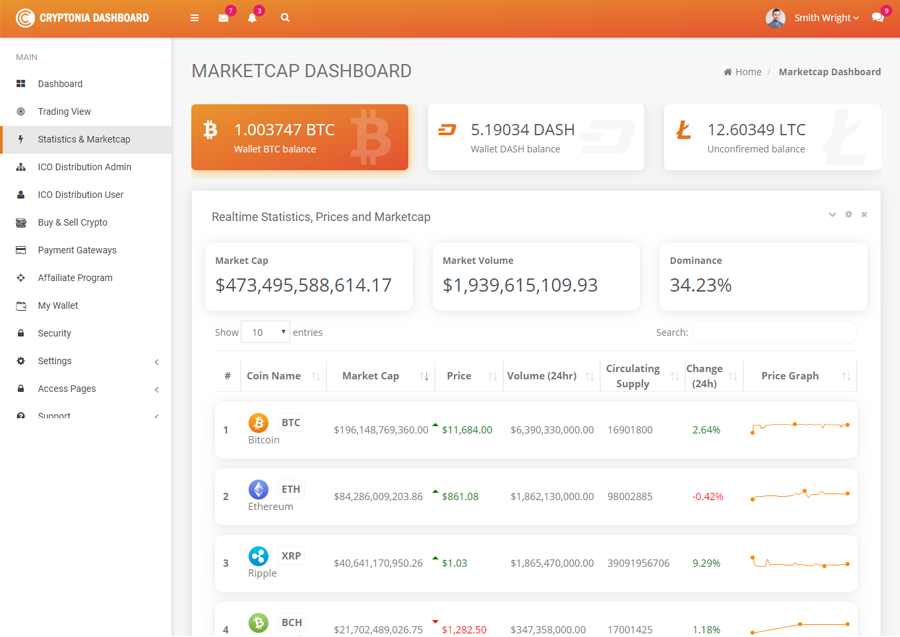 CRYPTONIA DASHBOARD
7
3
Smith Wright
9
MAIN
Dashboard
Trading View
Statistics & Marketcap
ICO Distribution Admin
ICO Distribution User
Buy & Sell Crypto
Payment Gateways
Affailiate Program
My Wallet
Security
Settings
Access Pages
Support
MARKETCAP DASHBOARD
Home / Marketcap Dashboard
1.003747 BTC
Wallet BTC balance
5.19034 DASH
Wallet DASH balance
12.60349 LTC
Unconfiremed balance
Realtime Statistics, Prices and Marketcap
Market Cap
$473,495,588,614.17
Market Volume
$1,939,615,109.93
Dominance
34.23%
Show 10 entries
Search:
# Coin Name Market Cap Price Volume (24hr) Circulating Supply Change (24h) Price Graph
1 BTC Bitcoin $196,148,769,360.00 $11,684.00 $6,390,330,000.00 16901800 2.64%
2 ETH Ethereum $84,286,009,203.86 $861.08 $1,862,130,000.00 98002885 -0.42%
3 XRP Ripple $40,641,170,950.26 $1.03 $1,865,470,000.00 39091956706 9.29%
4 BCH $21,702,489,026.75 $1,282.50 $347,358,000.00 17001425 1.18%